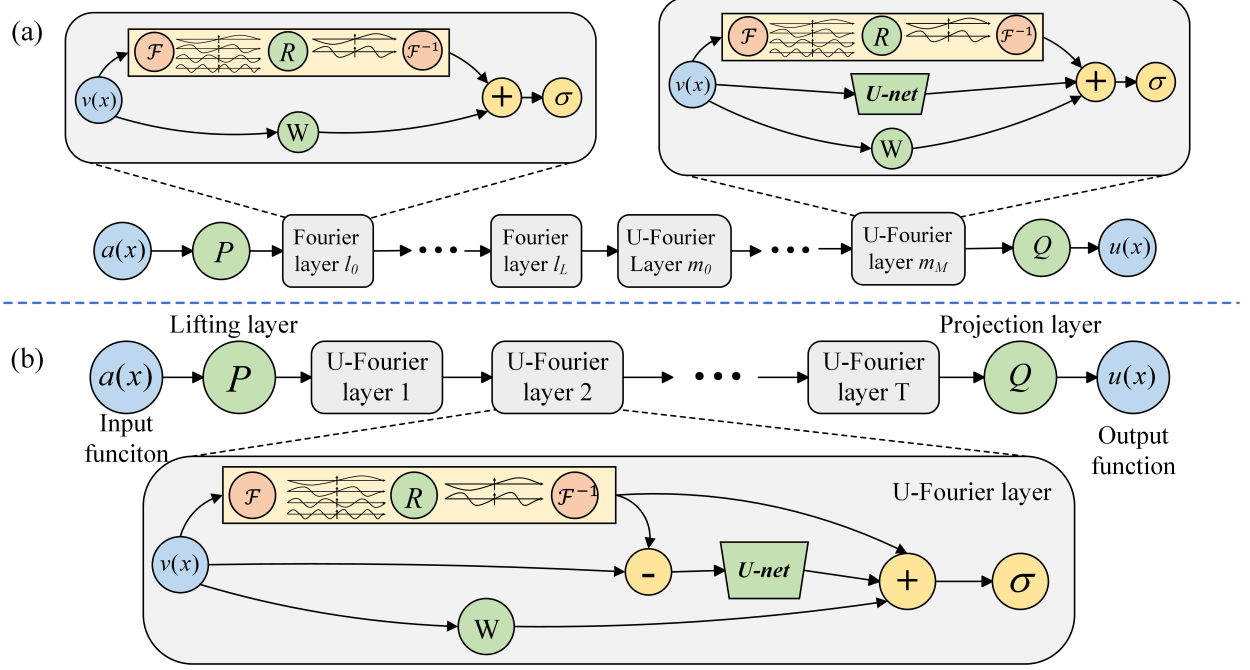 (a)
ℱ R ℱ⁻¹
v(x) + σ
W
ℱ R ℱ⁻¹
v(x) U-net + σ
W
a(x) P Fourier layer l₀ ••• Fourier layer l_L U-Fourier Layer m₀ ••• U-Fourier layer m_M Q u(x)
Lifting layer
Projection layer
(b)
a(x) P U-Fourier layer 1 U-Fourier layer 2 ••• U-Fourier layer T Q u(x)
Input
funciton
Output
function
ℱ R ℱ⁻¹
U-Fourier layer
v(x) - U-net + σ
W